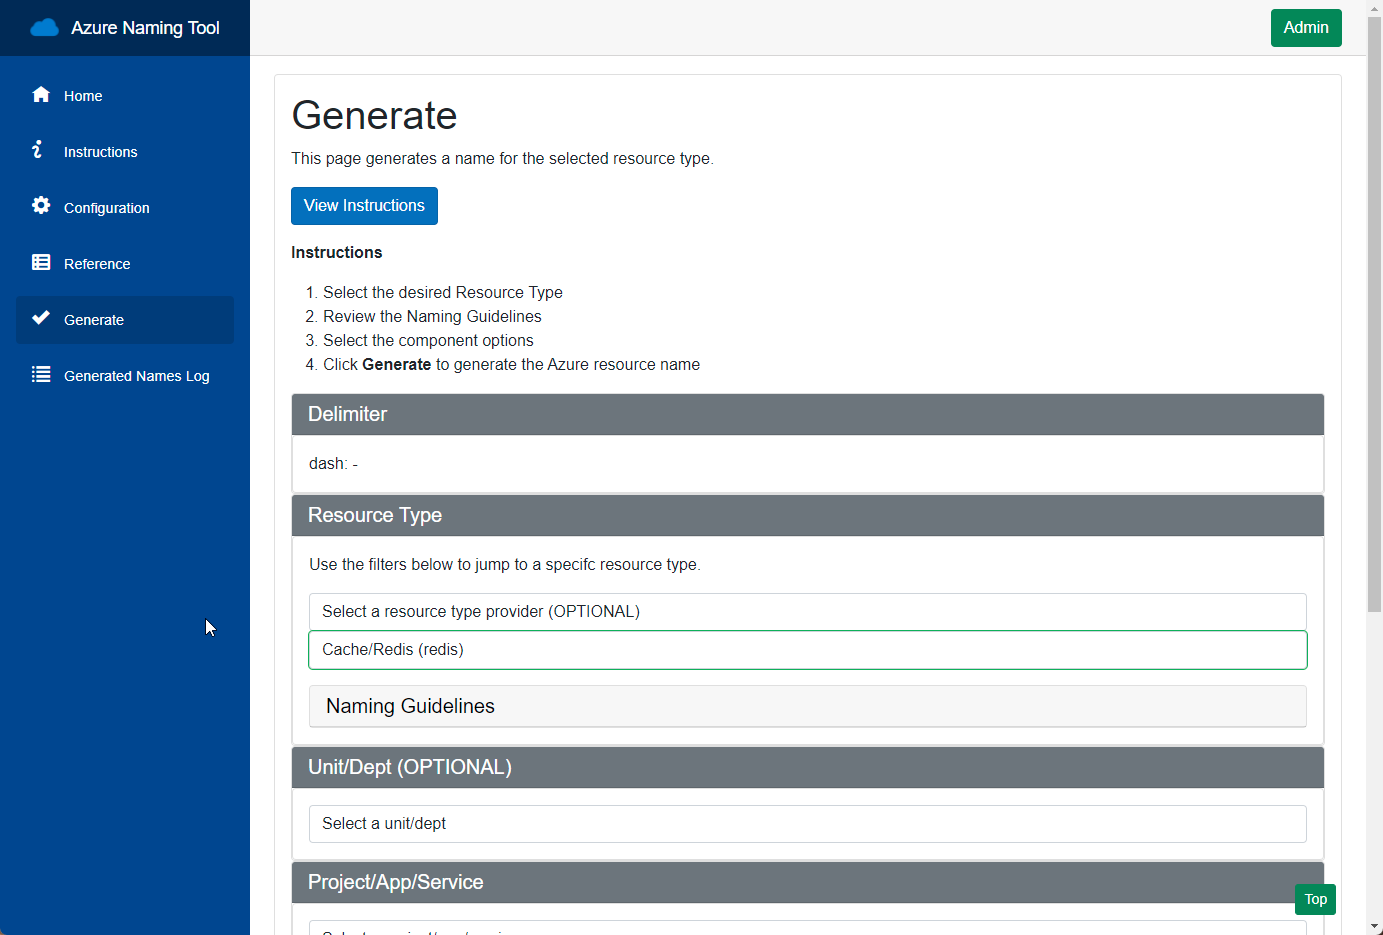 Azure Naming Tool
Admin
Home
Instructions
Configuration
Reference
Generate
Generated Names Log
Generate
This page generates a name for the selected resource type.
View Instructions
Instructions
1. Select the desired Resource Type
2. Review the Naming Guidelines
3. Select the component options
4. Click Generate to generate the Azure resource name
Delimiter
dash: -
Resource Type
Use the filters below to jump to a specifc resource type.
Select a resource type provider (OPTIONAL)
Cache/Redis (redis)
Naming Guidelines
Unit/Dept (OPTIONAL)
Select a unit/dept
Project/App/Service
Top